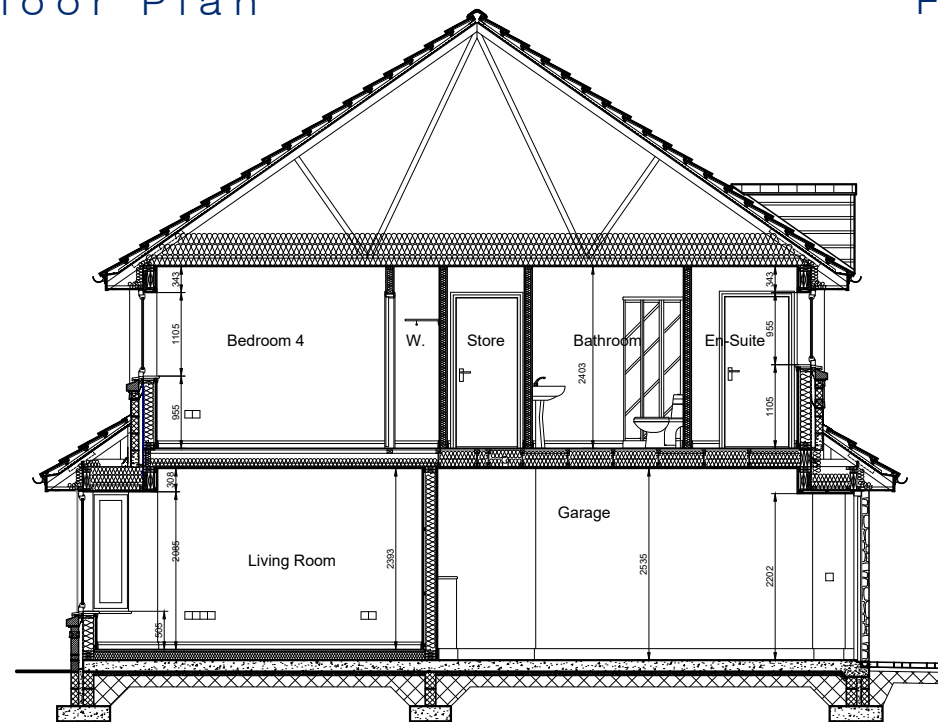 loor Plan
F
343
1105
955
Bedroom 4
W.
Store
Bathroom
2403
En-Suite
343
955
1105
308
2085
505
Living Room
2393
Garage
2535
2202